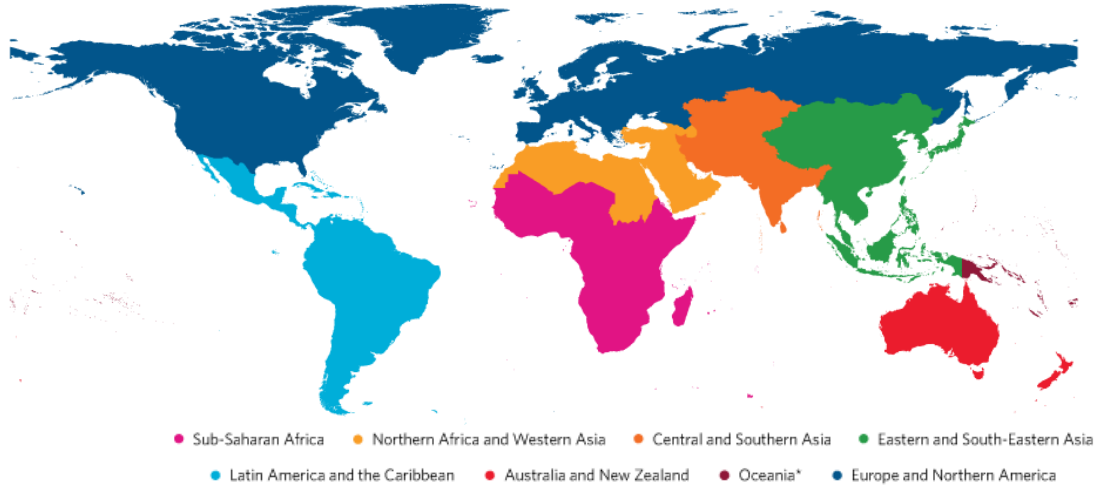 Sub-Saharan Africa Northern Africa and Western Asia Central and Southern Asia Eastern and South-Eastern Asia
Latin America and the Caribbean Australia and New Zealand Oceania* Europe and Northern America